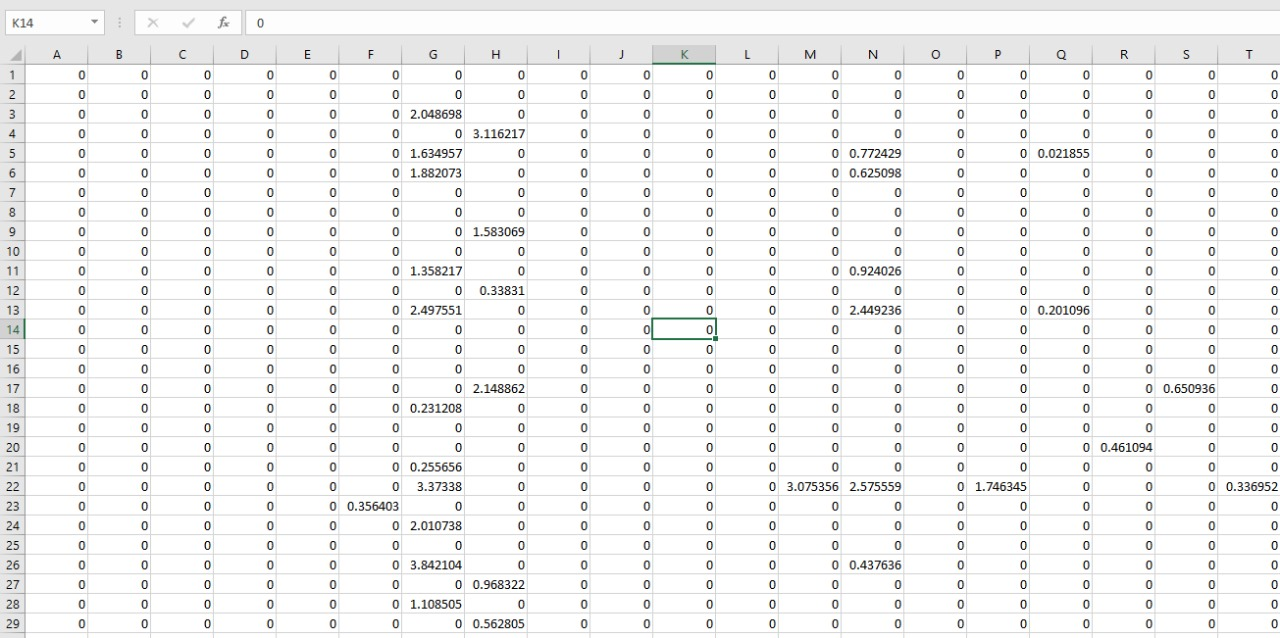 K14 fx 0
A B C D E F G H I J K L M N O P Q R S T
1 0 0 0 0 0 0 0 0 0 0 0 0 0 0 0 0 0 0 0 0
2 0 0 0 0 0 0 0 0 0 0 0 0 0 0 0 0 0 0 0 0
3 0 0 0 0 0 0 2.048698 0 0 0 0 0 0 0 0 0 0 0 0 0
4 0 0 0 0 0 0 0 3.116217 0 0 0 0 0 0 0 0 0 0 0 0
5 0 0 0 0 0 0 1.634957 0 0 0 0 0 0 0.772429 0 0 0.021855 0 0 0
6 0 0 0 0 0 0 1.882073 0 0 0 0 0 0 0.625098 0 0 0 0 0 0
7 0 0 0 0 0 0 0 0 0 0 0 0 0 0 0 0 0 0 0 0
8 0 0 0 0 0 0 0 0 0 0 0 0 0 0 0 0 0 0 0 0
9 0 0 0 0 0 0 0 1.583069 0 0 0 0 0 0 0 0 0 0 0 0
10 0 0 0 0 0 0 0 0 0 0 0 0 0 0 0 0 0 0 0 0
11 0 0 0 0 0 0 1.358217 0 0 0 0 0 0 0.924026 0 0 0 0 0 0
12 0 0 0 0 0 0 0 0.33831 0 0 0 0 0 0 0 0 0 0 0 0
13 0 0 0 0 0 0 2.497551 0 0 0 0 0 0 2.449236 0 0 0.201096 0 0 0
14 0 0 0 0 0 0 0 0 0 0 0 0 0 0 0 0 0 0 0 0
15 0 0 0 0 0 0 0 0 0 0 0 0 0 0 0 0 0 0 0 0
16 0 0 0 0 0 0 0 0 0 0 0 0 0 0 0 0 0 0 0 0
17 0 0 0 0 0 0 0 2.148862 0 0 0 0 0 0 0 0 0 0 0.650936 0
18 0 0 0 0 0 0 0.231208 0 0 0 0 0 0 0 0 0 0 0 0 0
19 0 0 0 0 0 0 0 0 0 0 0 0 0 0 0 0 0 0 0 0
20 0 0 0 0 0 0 0 0 0 0 0 0 0 0 0 0 0 0.461094 0 0
21 0 0 0 0 0 0 0.255656 0 0 0 0 0 0 0 0 0 0 0 0 0
22 0 0 0 0 0 0 3.37338 0 0 0 0 0 3.075356 2.575559 0 1.746345 0 0 0 0.336952
23 0 0 0 0 0 0.356403 0 0 0 0 0 0 0 0 0 0 0 0 0 0
24 0 0 0 0 0 0 2.010738 0 0 0 0 0 0 0 0 0 0 0 0 0
25 0 0 0 0 0 0 0 0 0 0 0 0 0 0 0 0 0 0 0 0
26 0 0 0 0 0 0 3.842104 0 0 0 0 0 0 0.437636 0 0 0 0 0 0
27 0 0 0 0 0 0 0 0.968322 0 0 0 0 0 0 0 0 0 0 0 0
28 0 0 0 0 0 0 1.108505 0 0 0 0 0 0 0 0 0 0 0 0 0
29 0 0 0 0 0 0 0 0.562805 0 0 0 0 0 0 0 0 0 0 0 0